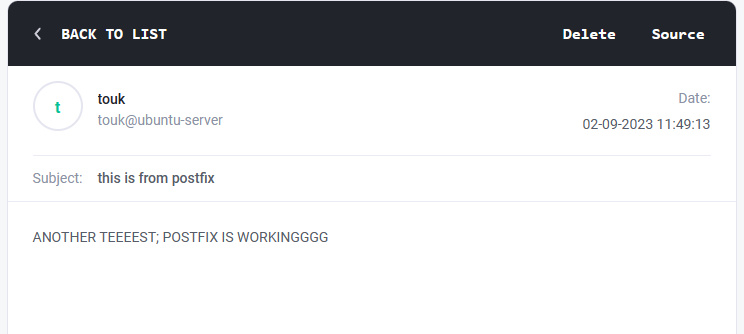 BACK TO LIST Delete Source
t
touk
touk@ubuntu-server
Date:
02-09-2023 11:49:13
Subject: this is from postfix
ANOTHER TEEEEST; POSTFIX IS WORKINGGGG